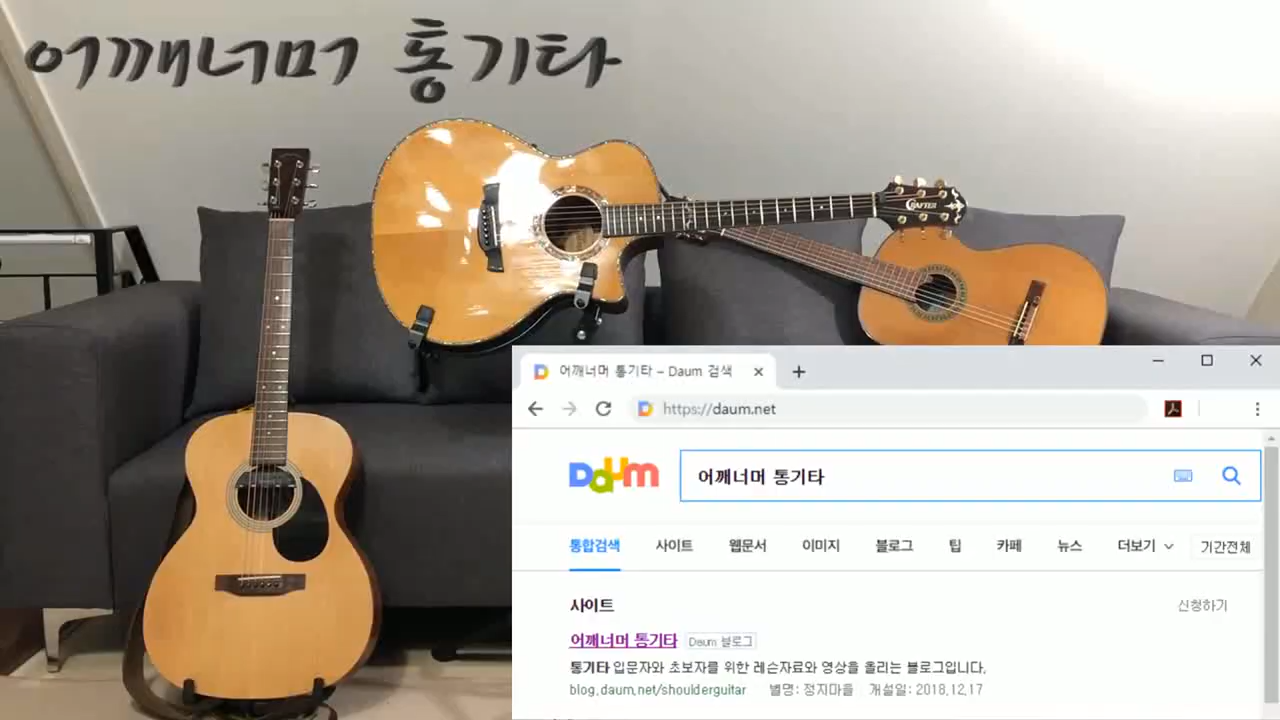 어깨너머 통기타
CRAFTER
어깨너머 통기타 – Daum 검색
https://daum.net
Daum
어깨너머 통기타
통합검색 사이트 웹문서 이미지 블로그 팁 카페 뉴스 더보기 기간전체
사이트 신청하기
어깨너머 통기타 Daum 블로그
통기타 입문자와 초보자를 위한 레슨자료와 영상을 올리는 블로그입니다.
blog.daum.net/shoulderguitar 별명: 정지마을 개설일: 2018.12.17